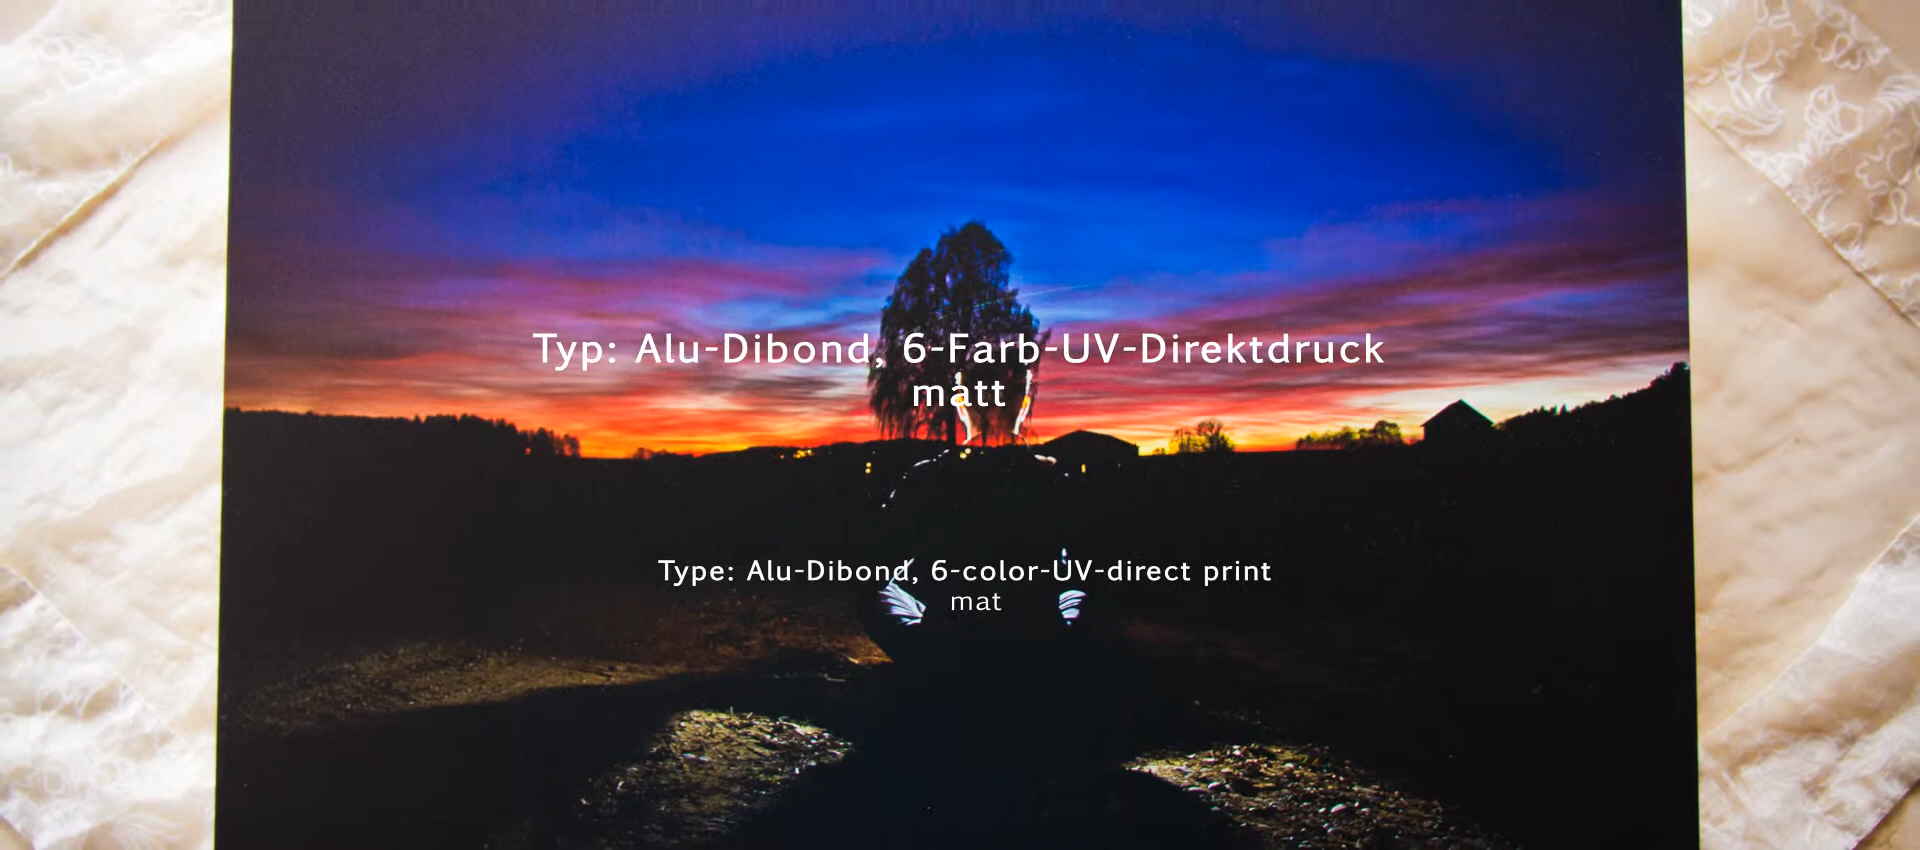 Typ: Alu-Dibond, 6-Farb-UV-Direktdruck
matt
Type: Alu-Dibond, 6-color-UV-direct print
mat